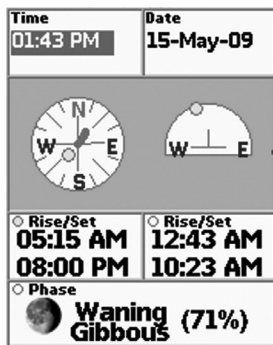 Time
Date
01:43 PM
15-May-09
N
W
E
S
W
E
Rise/Set
Rise/Set
05:15 AM
12:43 AM
08:00 PM
10:23 AM
Phase
Waning
Gibbous
(71%)